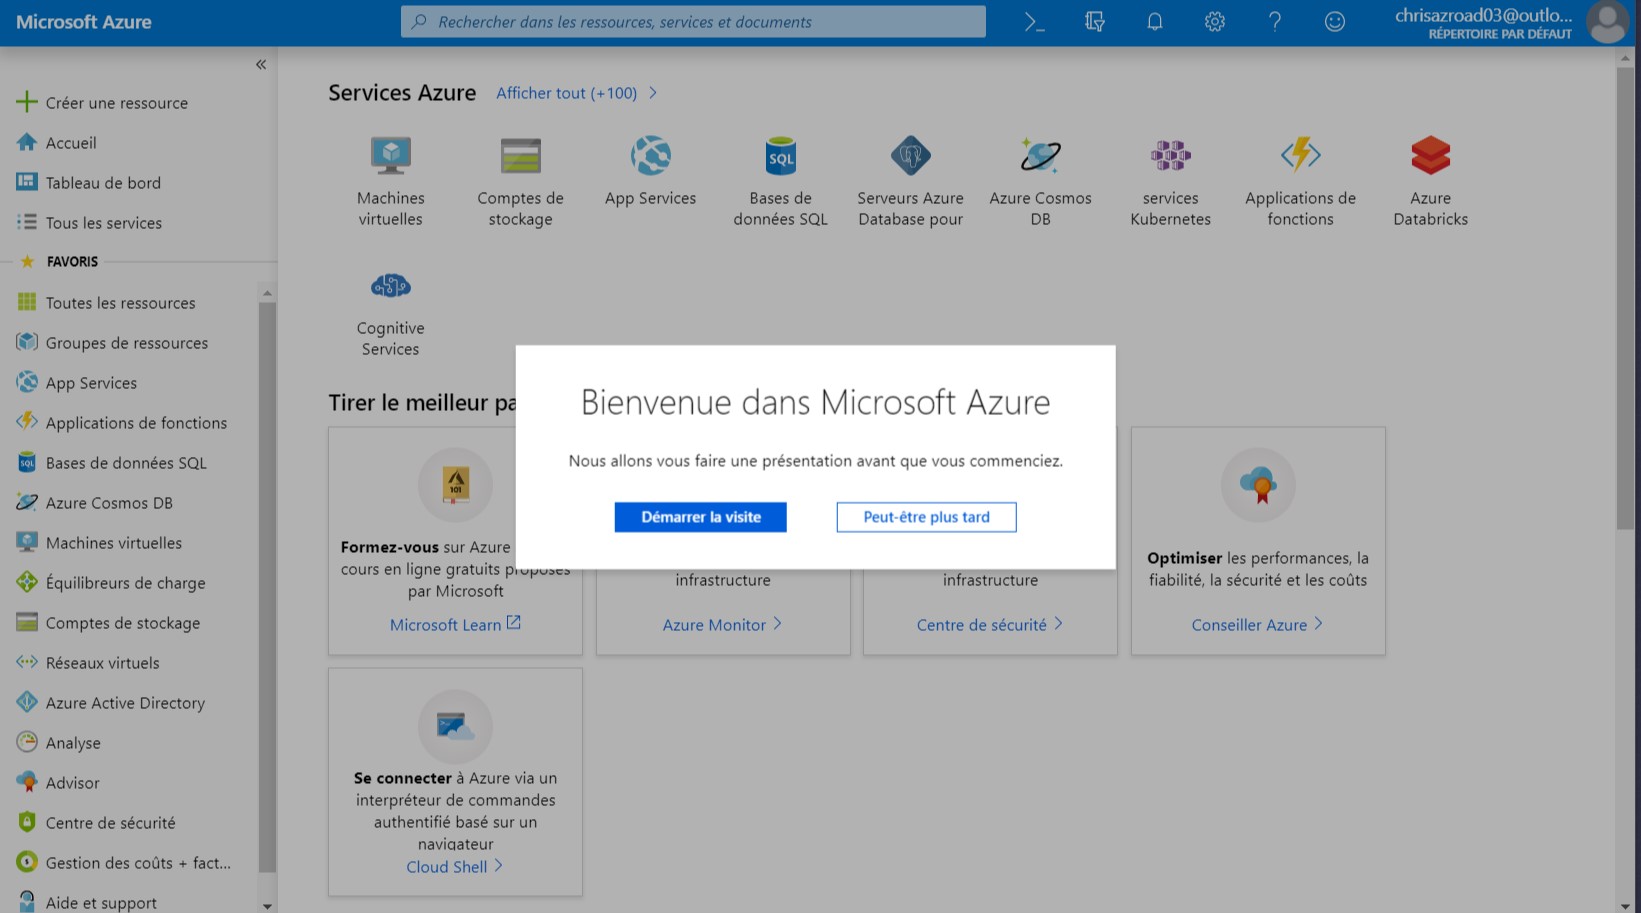 Microsoft Azure
Rechercher dans les ressources, services et documents
chrisazroad03@outlo...
RÉPERTOIRE PAR DÉFAUT
Créer une ressource
Accueil
Tableau de bord
Tous les services
FAVORIS
Toutes les ressources
Groupes de ressources
App Services
Applications de fonctions
Bases de données SQL
Azure Cosmos DB
Machines virtuelles
Équilibreurs de charge
Comptes de stockage
Réseaux virtuels
Azure Active Directory
Analyse
Advisor
Centre de sécurité
Gestion des coûts + fact...
Aide et support
Services Azure
Afficher tout (+100)
Machines
virtuelles
Comptes de
stockage
App Services
SQL
Bases de
données SQL
Serveurs Azure
Database pour
Azure Cosmos
DB
services
Kubernetes
Applications de
fonctions
Azure
Databricks
Cognitive
Services
Tirer le meilleur pa
Bienvenue dans Microsoft Azure
Nous allons vous faire une présentation avant que vous commenciez.
Démarrer la visite
Peut-être plus tard
101
Formez-vous sur Azure
cours en ligne gratuits proposés
par Microsoft
Microsoft Learn
infrastructure
Azure Monitor
infrastructure
Centre de sécurité
Optimiser les performances, la
fiabilité, la sécurité et les coûts
Conseiller Azure
Se connecter à Azure via un
interpréteur de commandes
authentifié basé sur un
navigateur
Cloud Shell